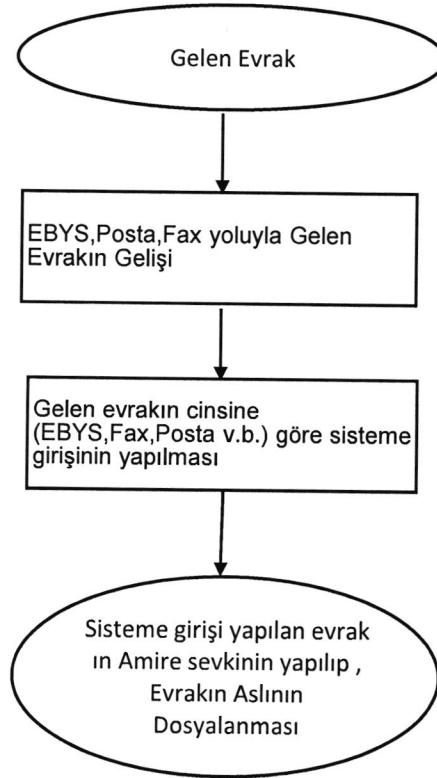 Gelen Evrak
EBYS,Posta,Fax yoluyla Gelen
Evrakın Gelişi
Gelen evrakın cinsine
(EBYS,Fax,Posta v.b.) göre sisteme
girişinin yapılması
Sisteme girişi yapılan evrak
ın Amire sevkinin yapılıp ,
Evrakın Aslının
Dosyalanması